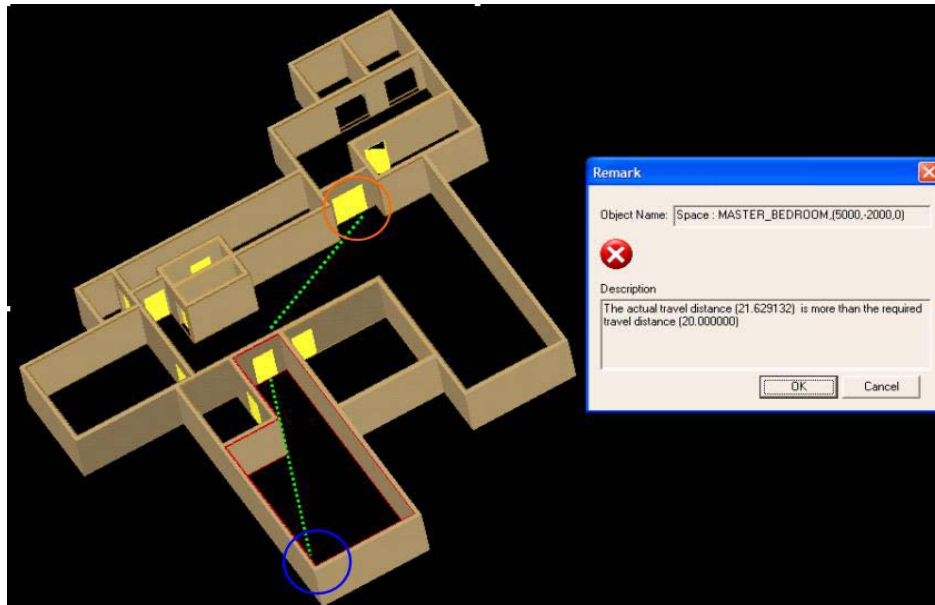 Remark
Object Name: Space : MASTER_BEDROOM,(5000,-2000,0)
Description
The actual travel distance (21.629132)  is more than the required
travel distance (20.000000)
OK
Cancel